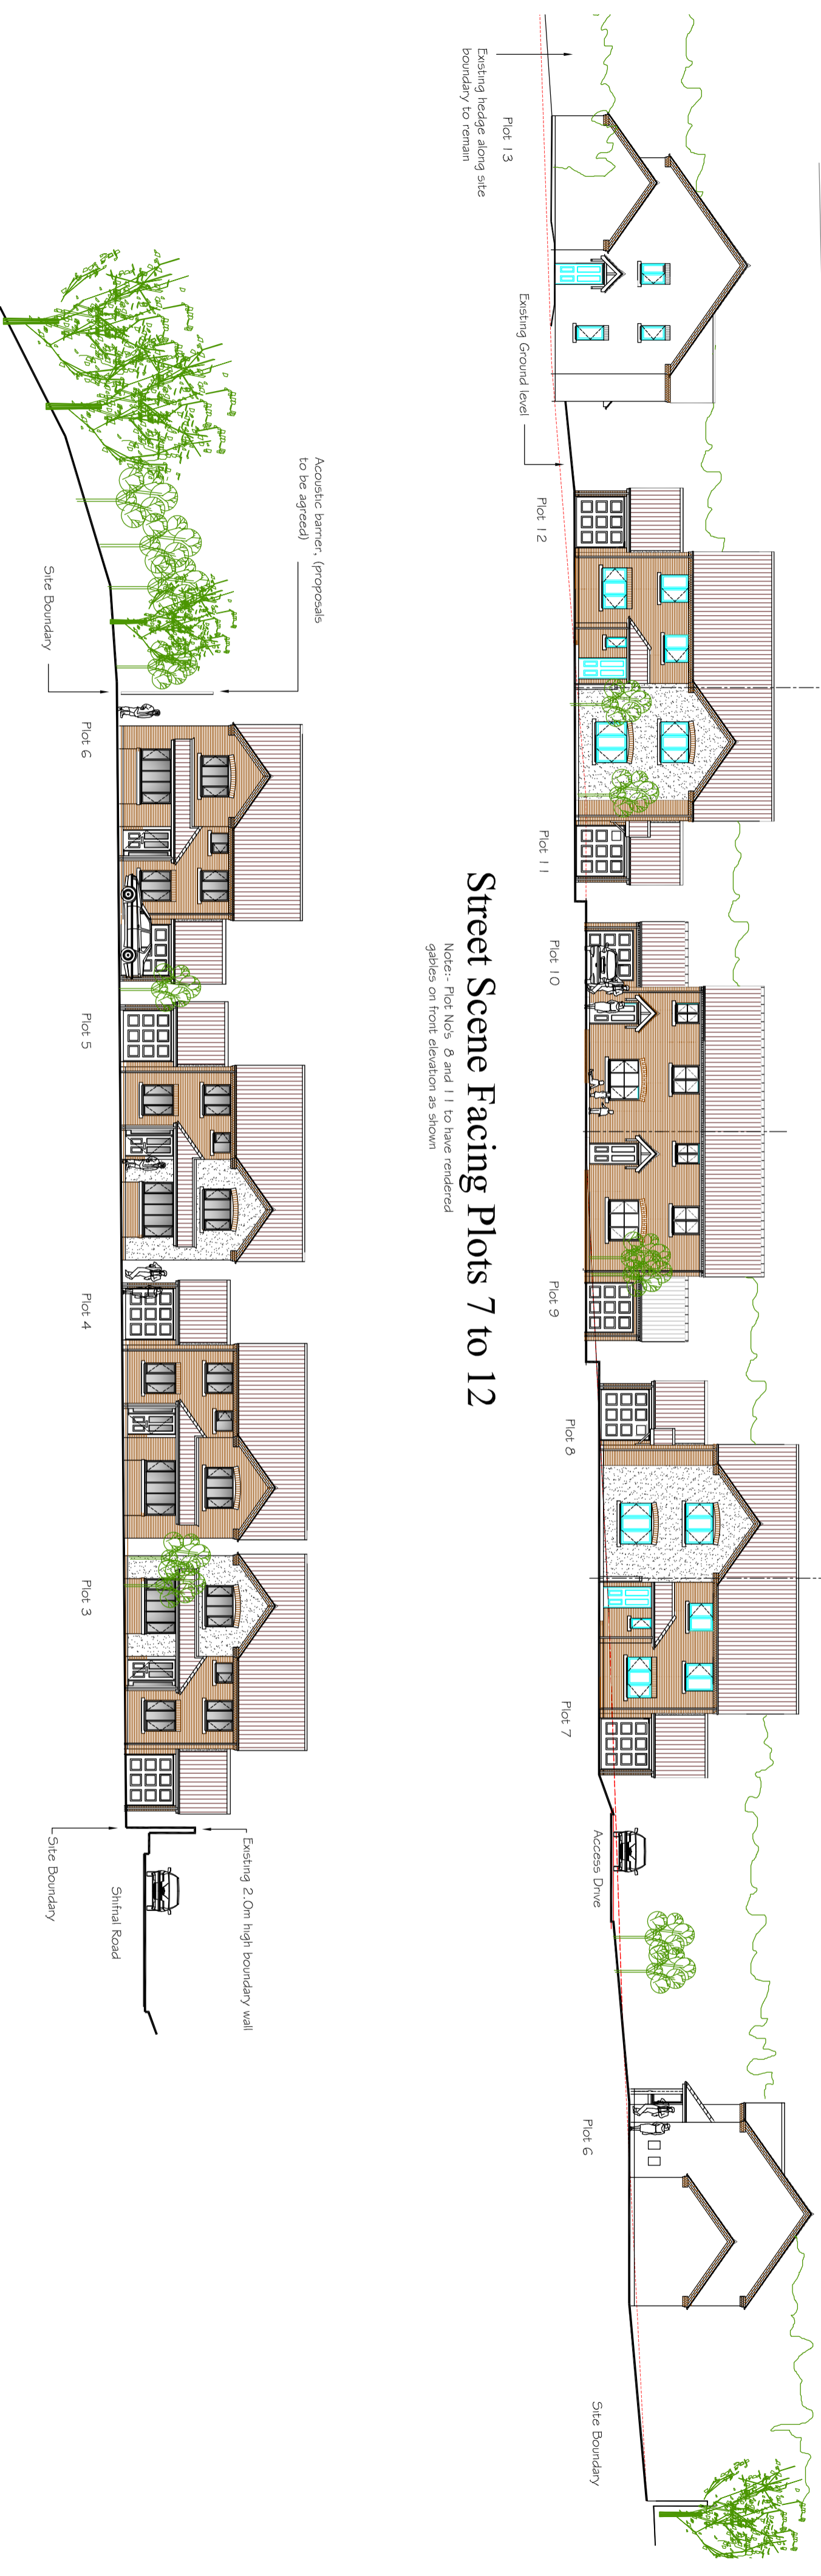 Existing hedge along site
boundary to remain
Plot 13
Existing Ground level
Plot 12
Plot 11
Plot 10
Plot 9
Plot 8
Plot 7
Access Drive
Plot 6
Site Boundary
Street Scene Facing Plots 7 to 12
Note:- Plot No's 8 and 11 to have rendered
gables on front elevation as shown
Acoustic barrier, (proposals
to be agreed)
Site Boundary
Plot 6
Plot 5
Plot 4
Plot 3
Existing 2.0m high boundary wall
Shifnal Road
Site Boundary